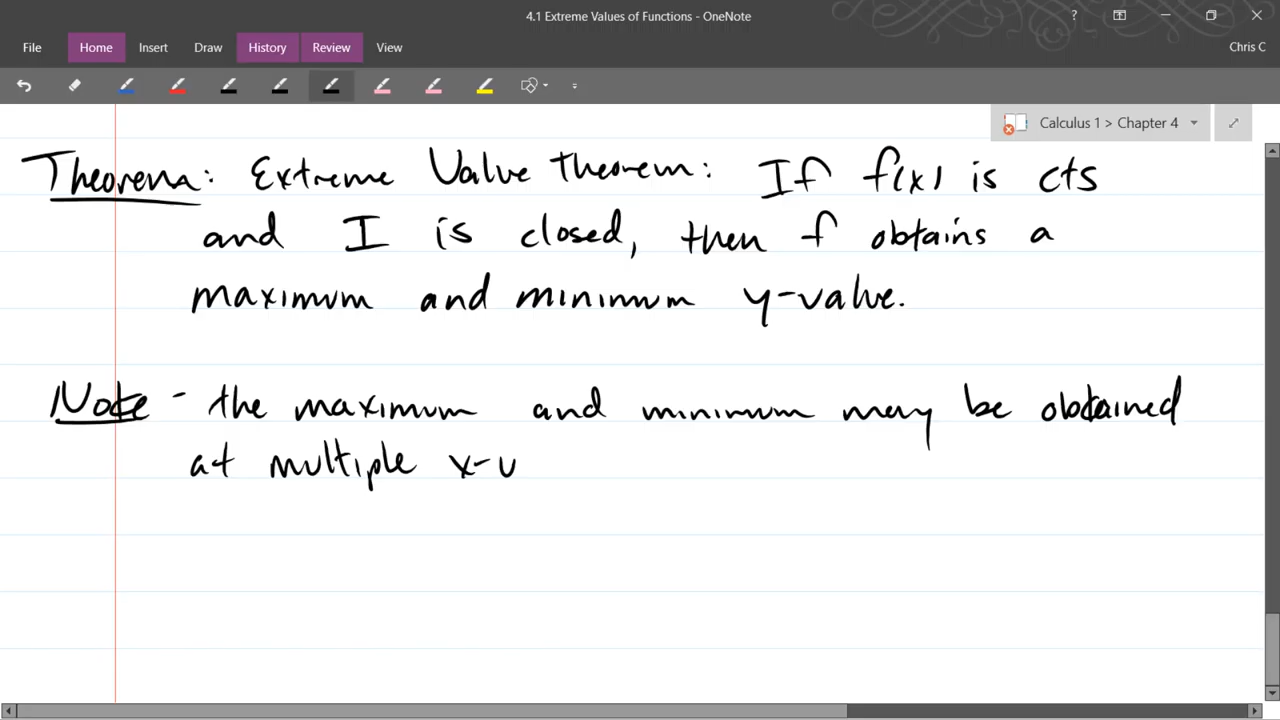 4.1 Extreme Values of Functions - OneNote
?
File Home Insert Draw History Review View
Chris C
Calculus 1 > Chapter 4
Theorem: Extreme Value Theorem: If f(x) is cts
and I is closed, then f obtains a
maximum and minimum y-value.
Note - the maximum and minimum may be obtained
at multiple x-v